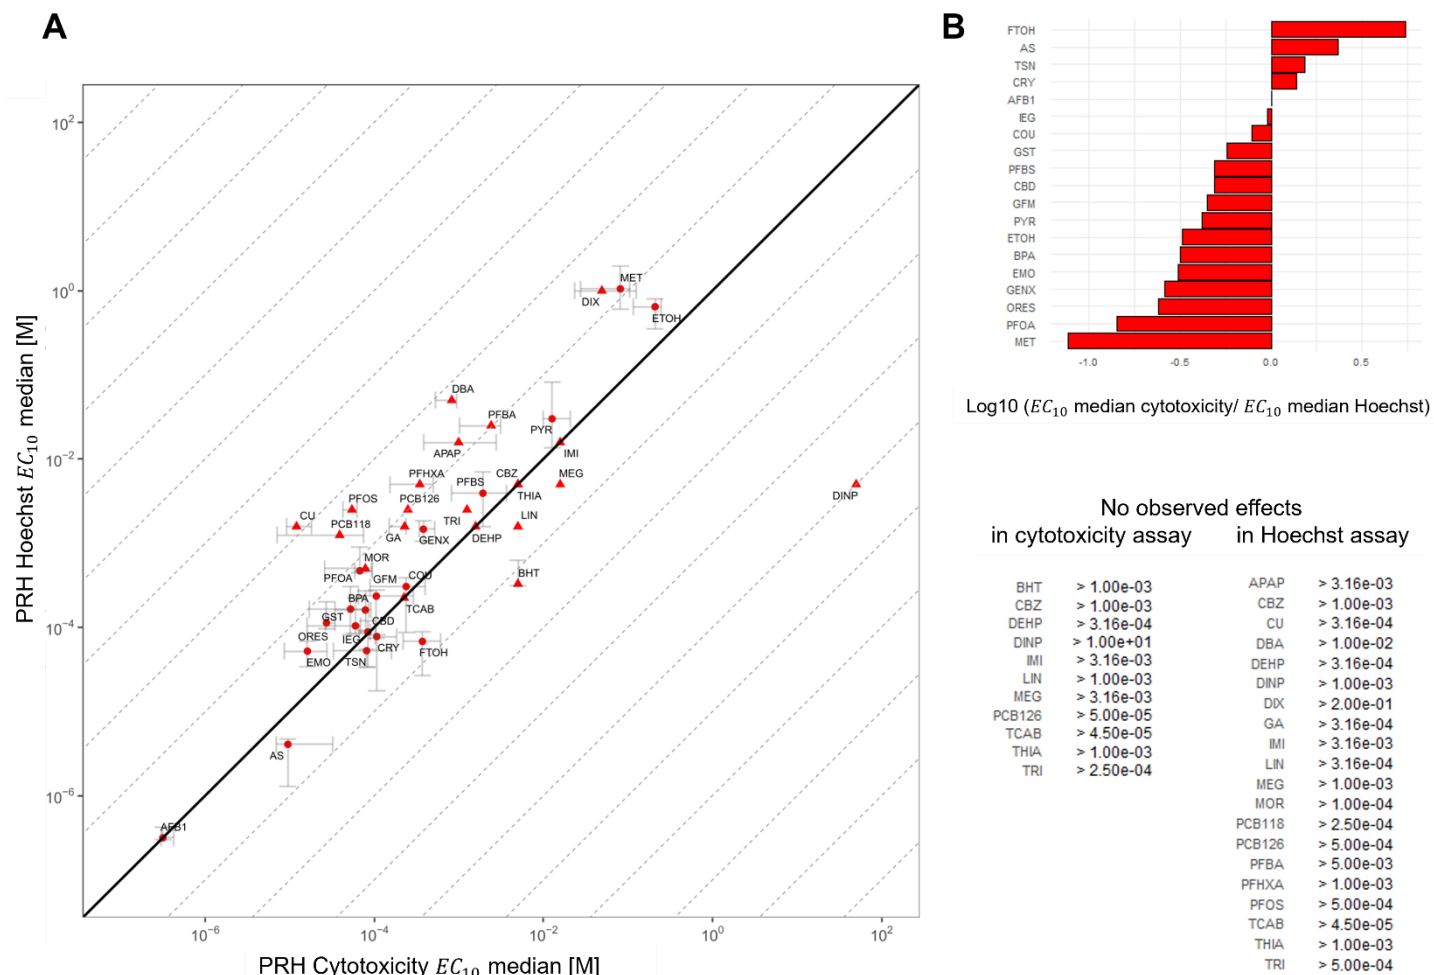 A
PRH Hoechst EC10 median [M]
10^2
10^0
10^-2
10^-4
10^-6
MET
DIX
ETOH
DBA
PFBA
PYR
APAP
IMI
PFHXA
PFBS
CBZ
MEG
PFOS
PCB126
THIA
DINP
CU
PCB118
TRI
LIN
GA
GENX
DEHP
MOR
PFOA
GFM
COU
BHT
BPA
TCAB
GST
CBD
ORES
IEG
CRY
EMO
TSN
FTOH
AS
AFB1
10^-6
10^-4
10^-2
10^0
10^2
PRH Cytotoxicity EC10 median [M]
B
FTOH
AS
TSN
CRY
AFB1
IEG
COU
GST
PFBS
CBD
GFM
PYR
ETOH
BPA
EMO
GENX
ORES
PFOA
MET
-1.0 -0.5 0.0 0.5
Log10 (EC10 median cytotoxicity/ EC10 median Hoechst)
No observed effects
in cytotoxicity assay
BHT > 1.00e-03
CBZ > 1.00e-03
DEHP > 3.16e-04
DINP > 1.00e+01
IMI > 3.16e-03
LIN > 1.00e-03
MEG > 3.16e-03
PCB126 > 5.00e-05
TCAB > 4.50e-05
THIA > 1.00e-03
TRI > 2.50e-04
in Hoechst assay
APAP > 3.16e-03
CBZ > 1.00e-03
CU > 3.16e-04
DBA > 1.00e-02
DEHP > 3.16e-04
DINP > 1.00e-03
DIX > 2.00e-01
GA > 3.16e-04
IMI > 3.16e-03
LIN > 3.16e-04
MEG > 1.00e-03
MOR > 1.00e-04
PCB118 > 2.50e-04
PCB126 > 5.00e-04
PFBA > 5.00e-03
PFHXA > 1.00e-03
PFOS > 5.00e-04
TCAB > 4.50e-05
THIA > 1.00e-03
TRI > 5.00e-04